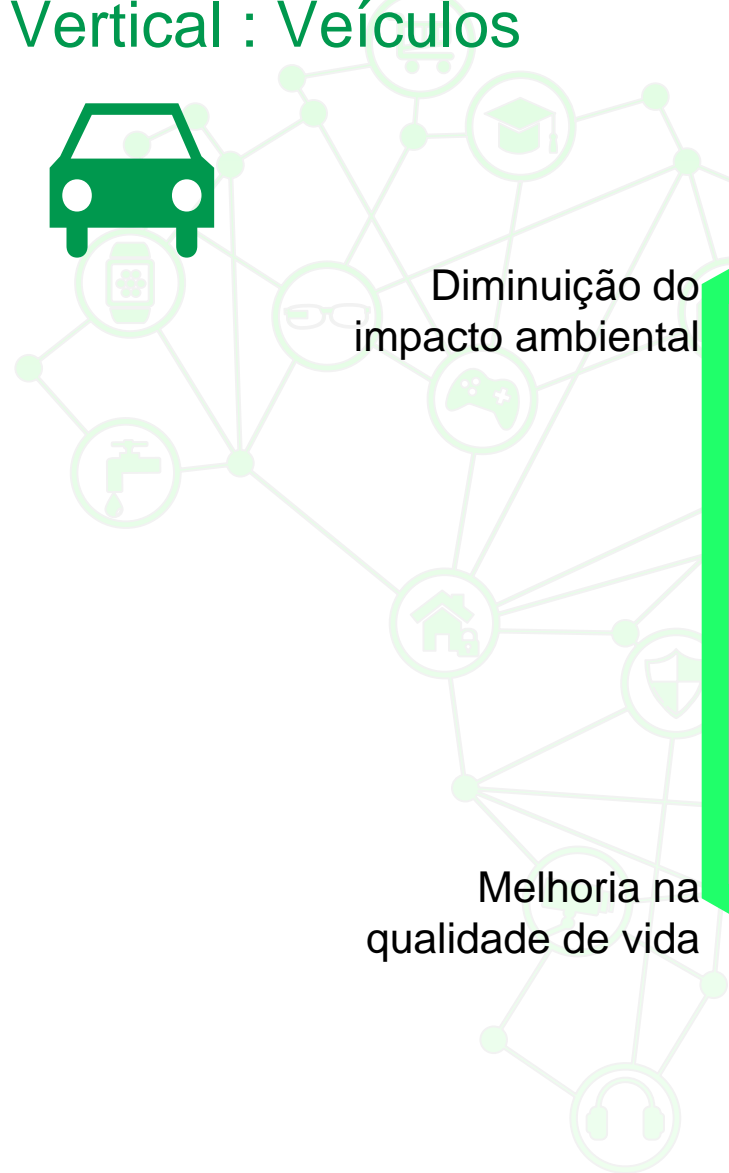 Vertical : Veículos
Diminuição do
impacto ambiental
Melhoria na
qualidade de vida